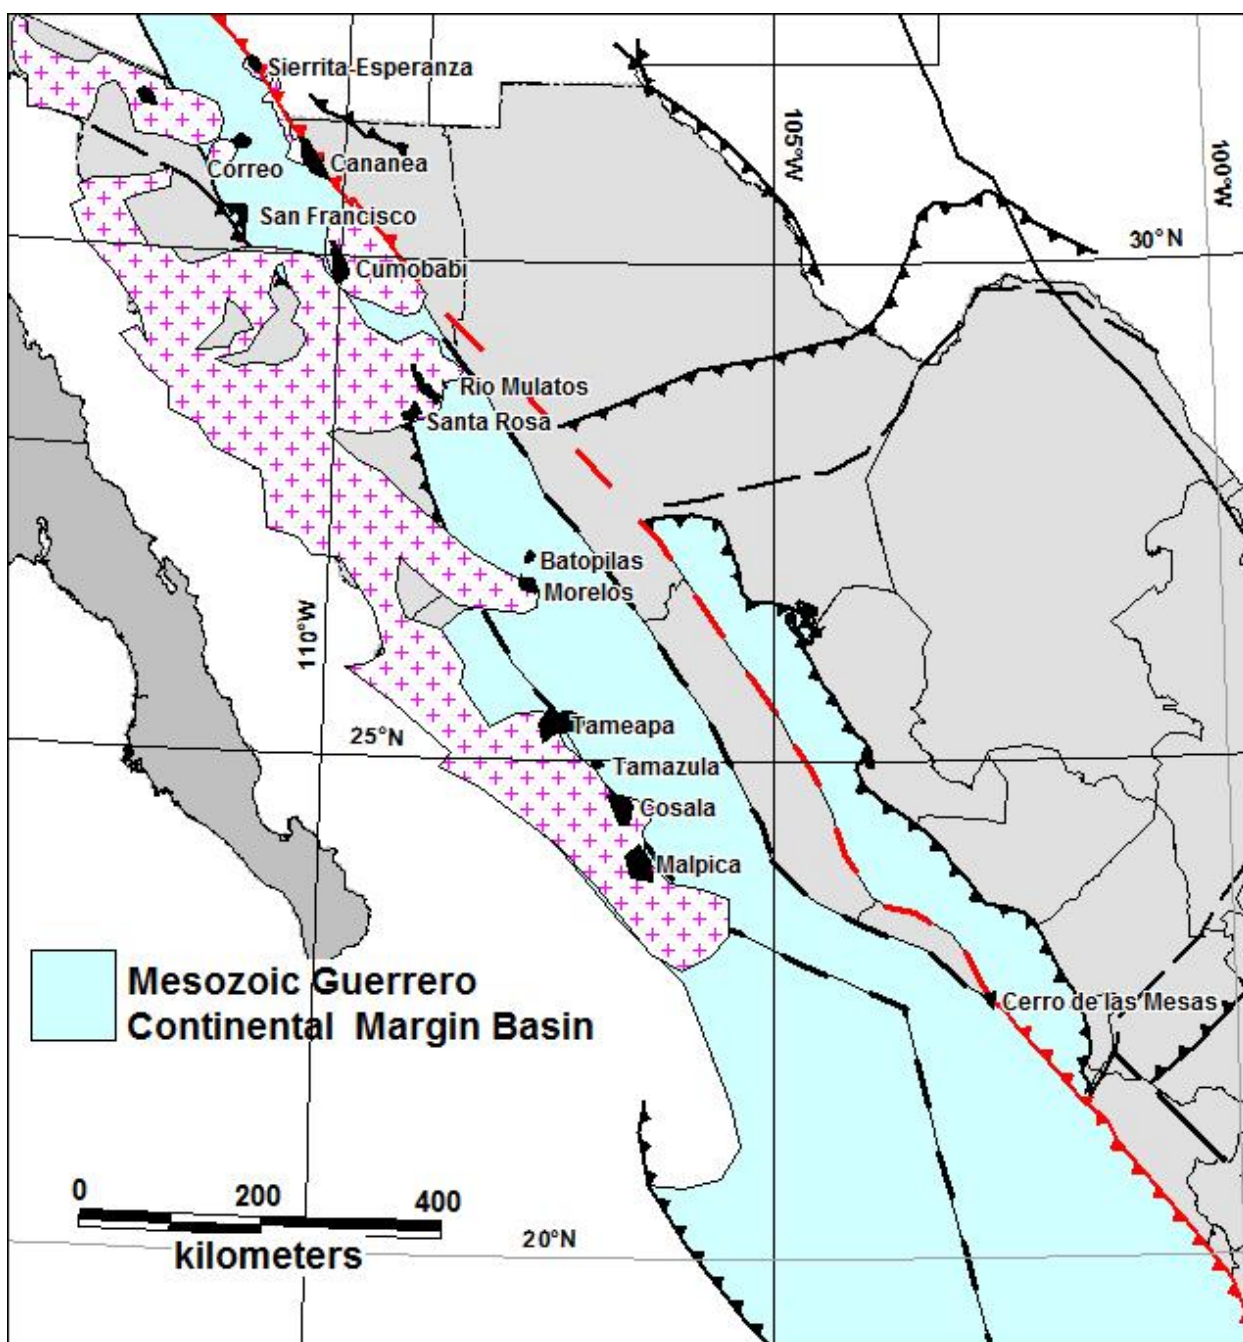 Sierrita-Esperanza
Correo
Cananea
105°W
100°W
San Francisco
30°N
Cumobabi
Rio Mulatos
Santa Rosa
Batopilas
Morelos
110°W
Tameapa
25°N
Tamazula
Cosala
Malpica
Mesozoic Guerrero
Continental Margin Basin
Cerro de las Mesas
0 200 400
kilometers
20°N